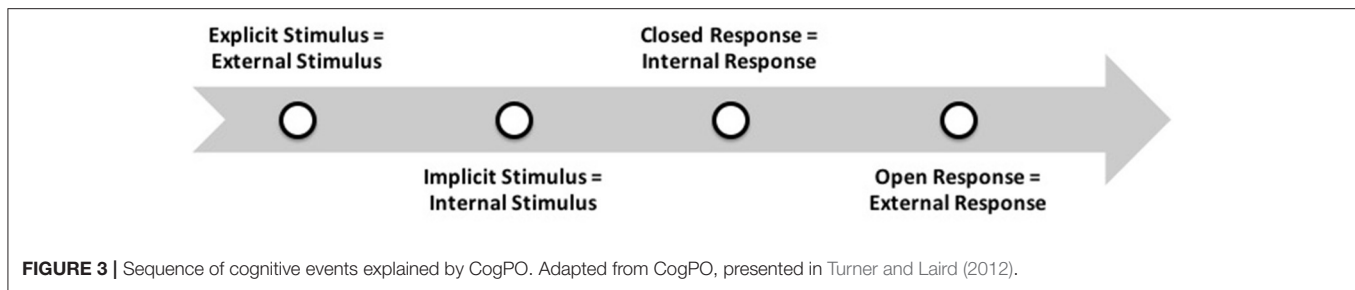 Explicit Stimulus =
External Stimulus
Closed Response =
Internal Response
Implicit Stimulus =
Internal Stimulus
Open Response =
External Response
FIGURE 3 | Sequence of cognitive events explained by CogPO. Adapted from CogPO, presented in Turner and Laird (2012).